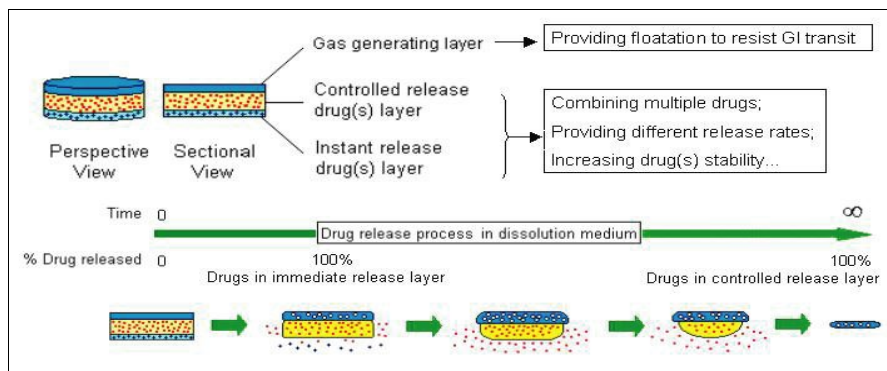 Gas generating layer
Providing floatation to resist GI transit
Controlled release
drug(s) layer
Instant release
drug(s) layer
Combining multiple drugs;
Providing different release rates;
Increasing drug(s) stability...
Perspective
View
Sectional
View
Time 0 ∞
Drug release process in dissolution medium
% Drug released 0 100% 100%
Drugs in immediate release layer Drugs in controlled release layer